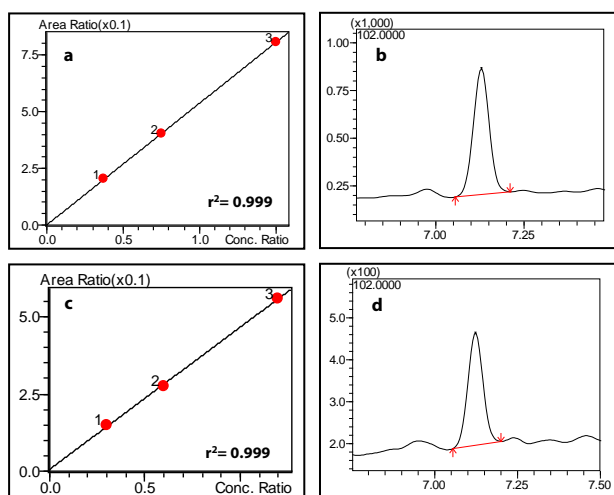 Area Ratio(x0.1)
a
7.5
5.0
2.5
0.0
1
2
3
r²= 0.999
0.0
0.5
1.0
Conc. Ratio
(x1,000)
102.0000
b
1.00
0.75
0.50
0.25
7.00
7.25
Area Ratio(x0.1)
c
5.0
2.5
0.0
1
2
3
r²= 0.999
0.0
0.5
Conc. Ratio
(x100)
102.0000
d
5.0
4.0
3.0
2.0
7.00
7.25
7.50